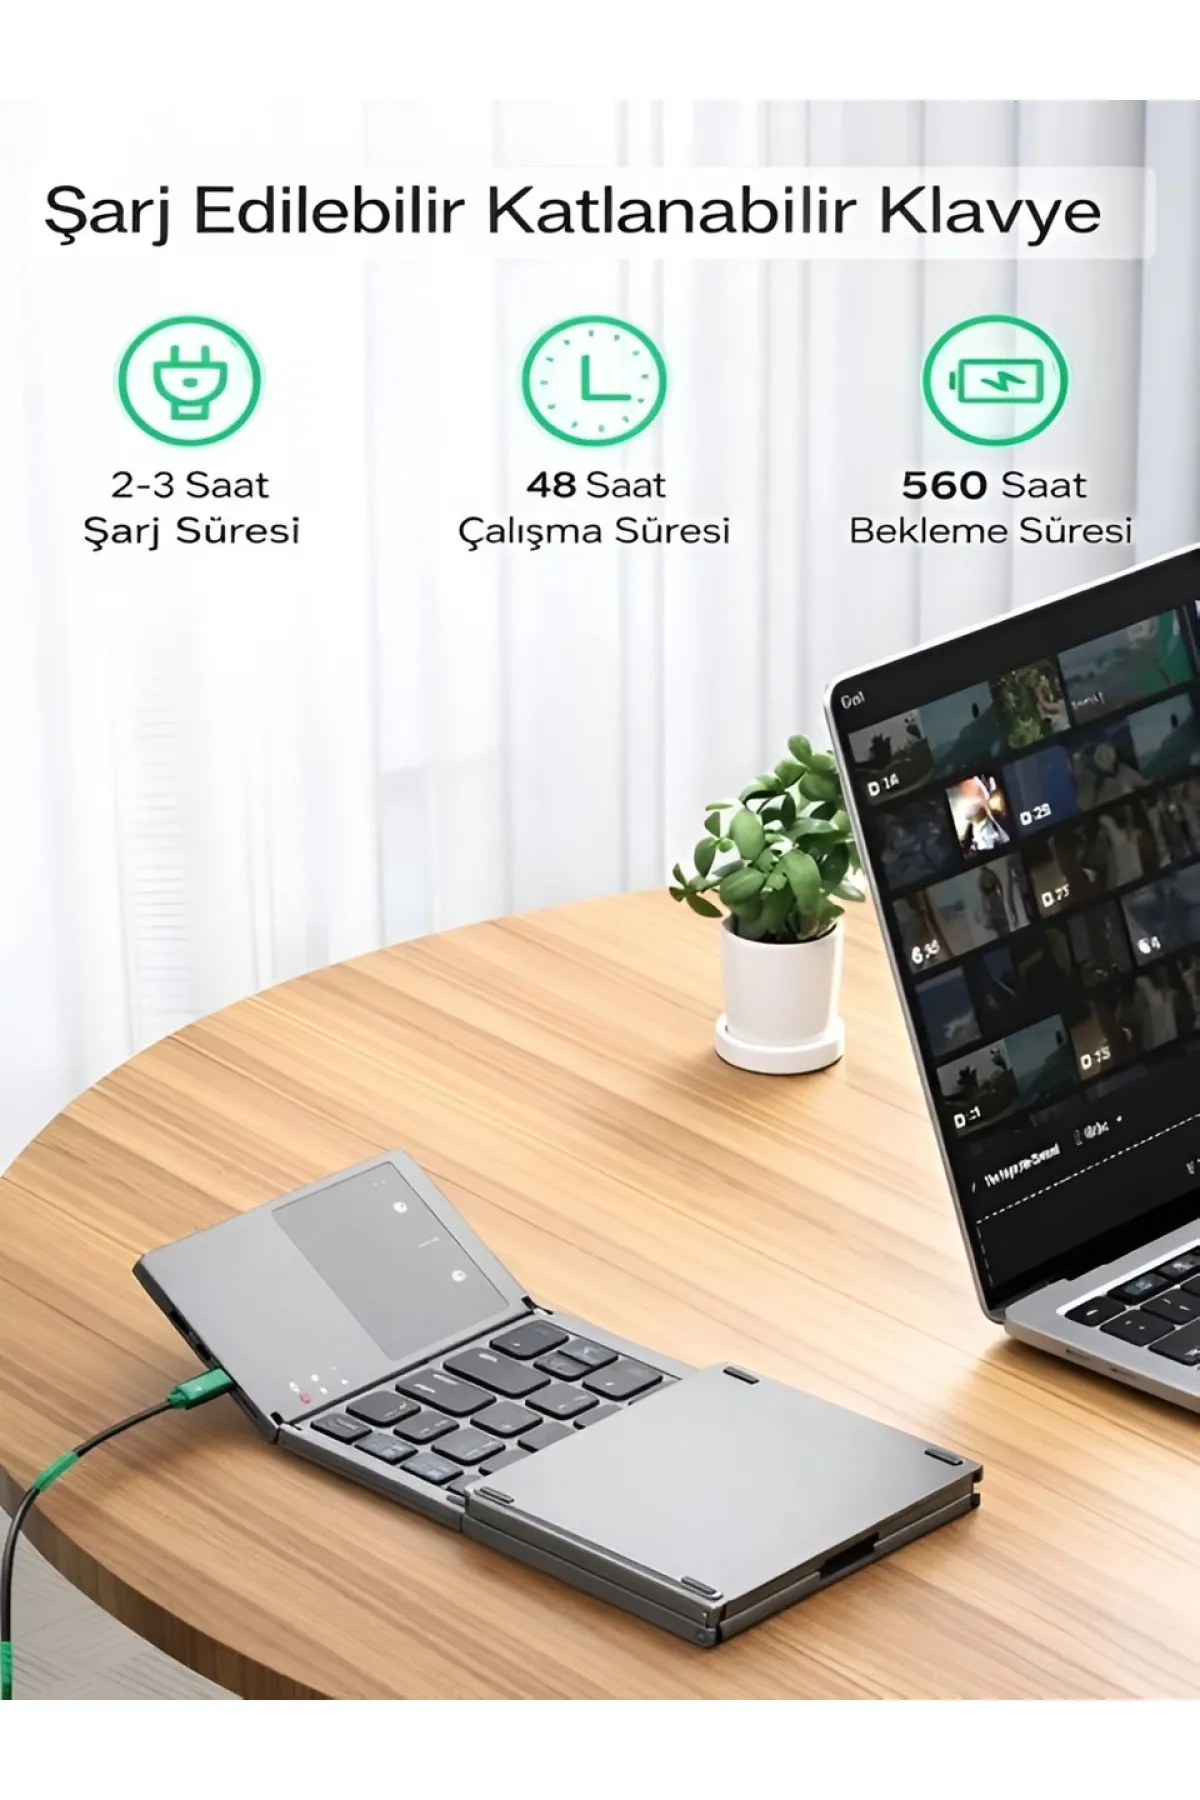 Şarj Edilebilir Katlanabilir Klavye
2-3 Saat
Şarj Süresi
48 Saat
Çalışma Süresi
560 Saat
Bekleme Süresi